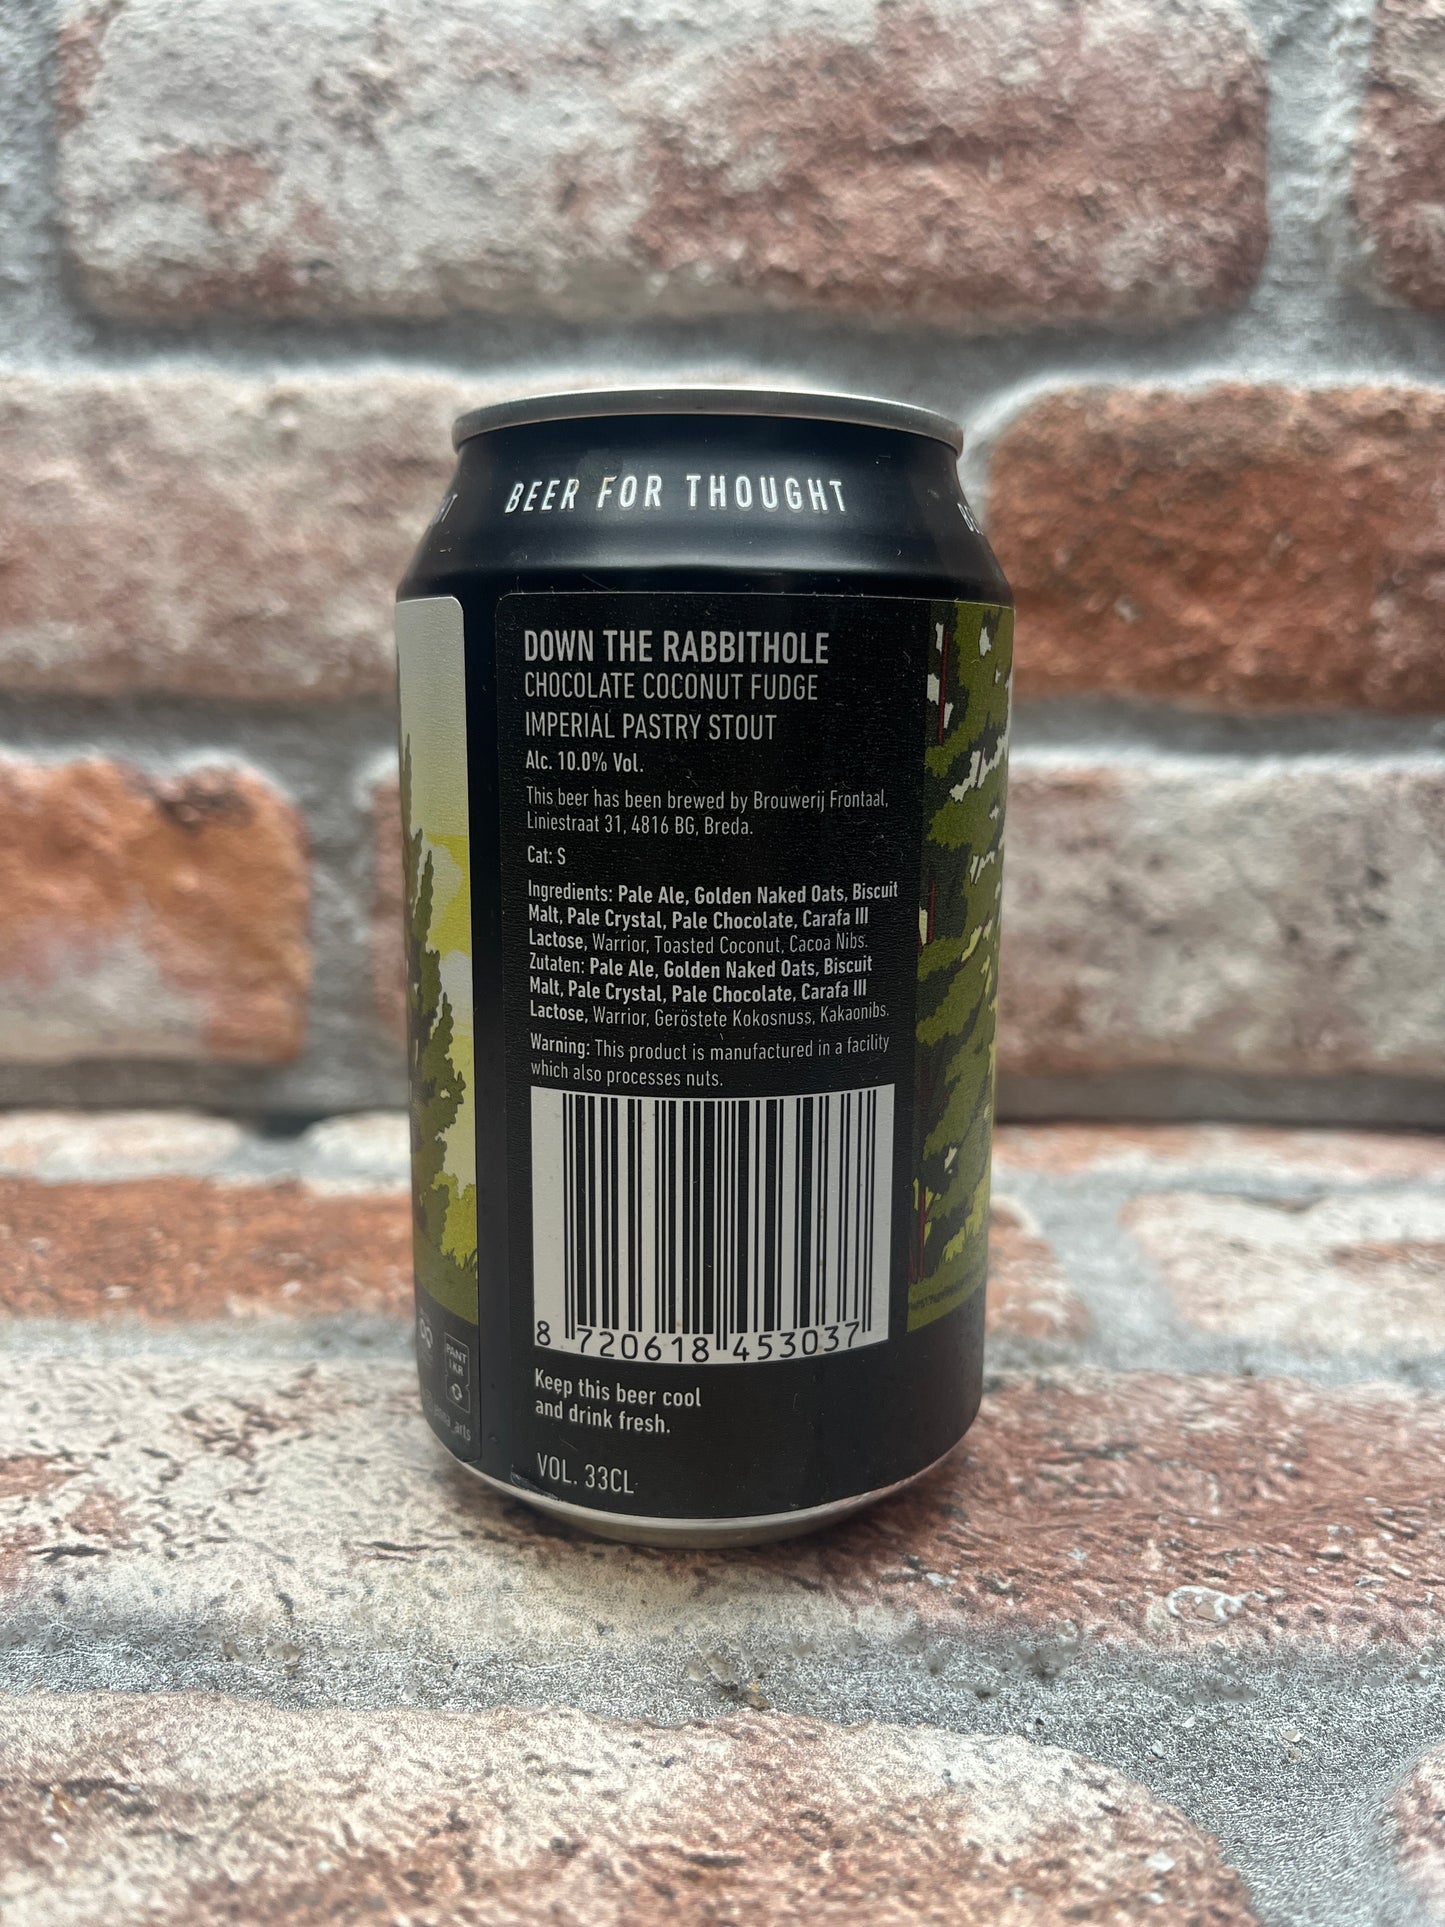 BEER FOR THOUGHT
DOWN THE RABBITHOLE
CHOCOLATE COCONUT FUDGE
IMPERIAL PASTRY STOUT
Alc. 10.0% Vol.
This beer has been brewed by Brouwerij Frontaal,
Liniestraat 31, 4816 BG, Breda.
Cat: S
Ingredients: Pale Ale, Golden Naked Oats, Biscuit
Malt, Pale Crystal, Pale Chocolate, Carafa III
Lactose, Warrior, Toasted Coconut, Cacoa Nibs.
Zutaten: Pale Ale, Golden Naked Oats, Biscuit
Malt, Pale Crystal, Pale Chocolate, Carafa III
Lactose, Warrior, Geröstete Kokosnuss, Kakaonibs.
Warning: This product is manufactured in a facility
which also processes nuts.
8 720618 453037
Keep this beer cool
and drink fresh.
VOL. 33CL
PANT
1 KR